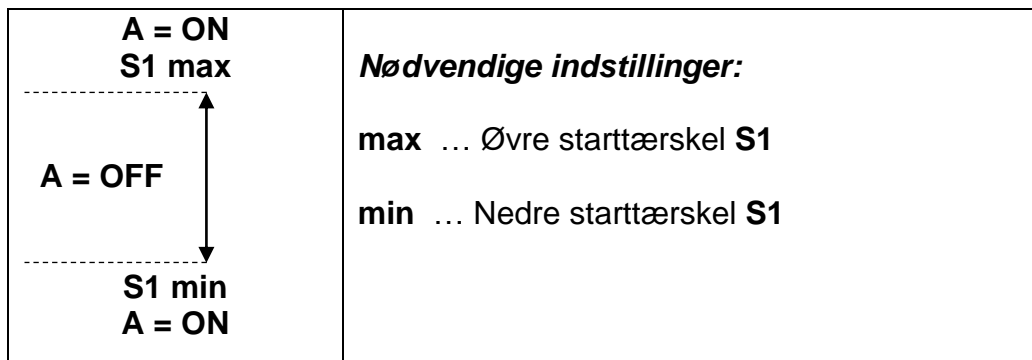 A = ON
S1 max
A = OFF
S1 min
A = ON
Nødvendige indstillinger:
max … Øvre starttærskel S1
min … Nedre starttærskel S1